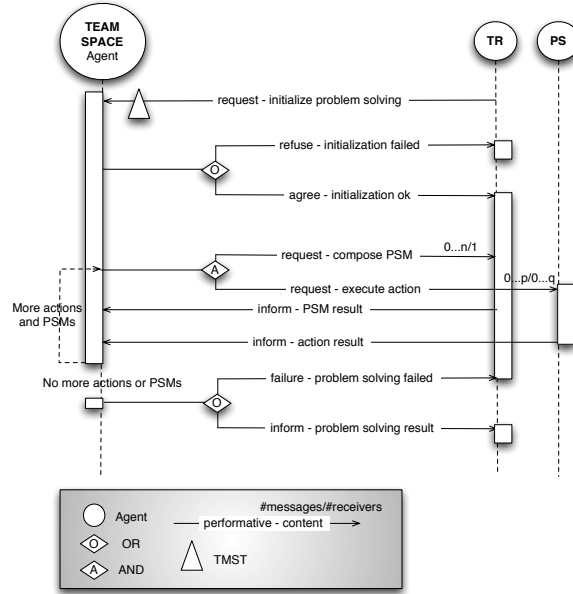 TEAM
SPACE
Agent
TR
PS
request - initialize problem solving
refuse - initialization failed
O
agree - initialization ok
0...n/1
request - compose PSM
A
0...p/0...q
request - execute action
More actions
and PSMs
inform - PSM result
inform - action result
No more actions or PSMs
failure - problem solving failed
O
inform - problem solving result
#messages/#receivers
Agent
performative - content
O
OR
TMST
A
AND